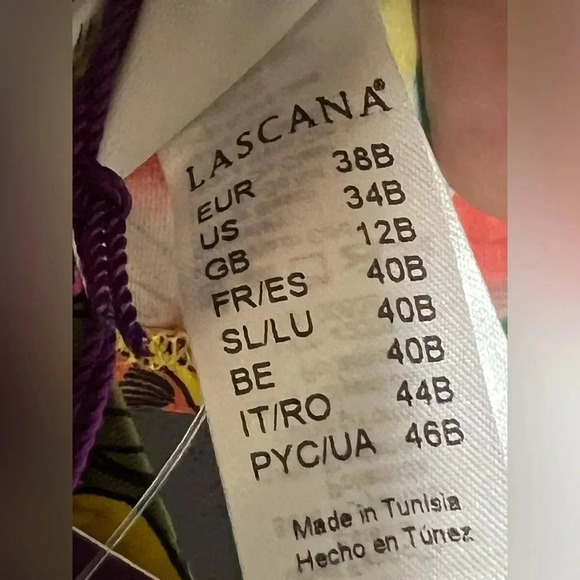 LASCANA®
EUR 38B
US 34B
GB 12B
FR/ES 40B
SL/LU 40B
BE 40B
IT/RO 44B
PYC/UA 46B
Made in Tunisia
Hecho en Túnez